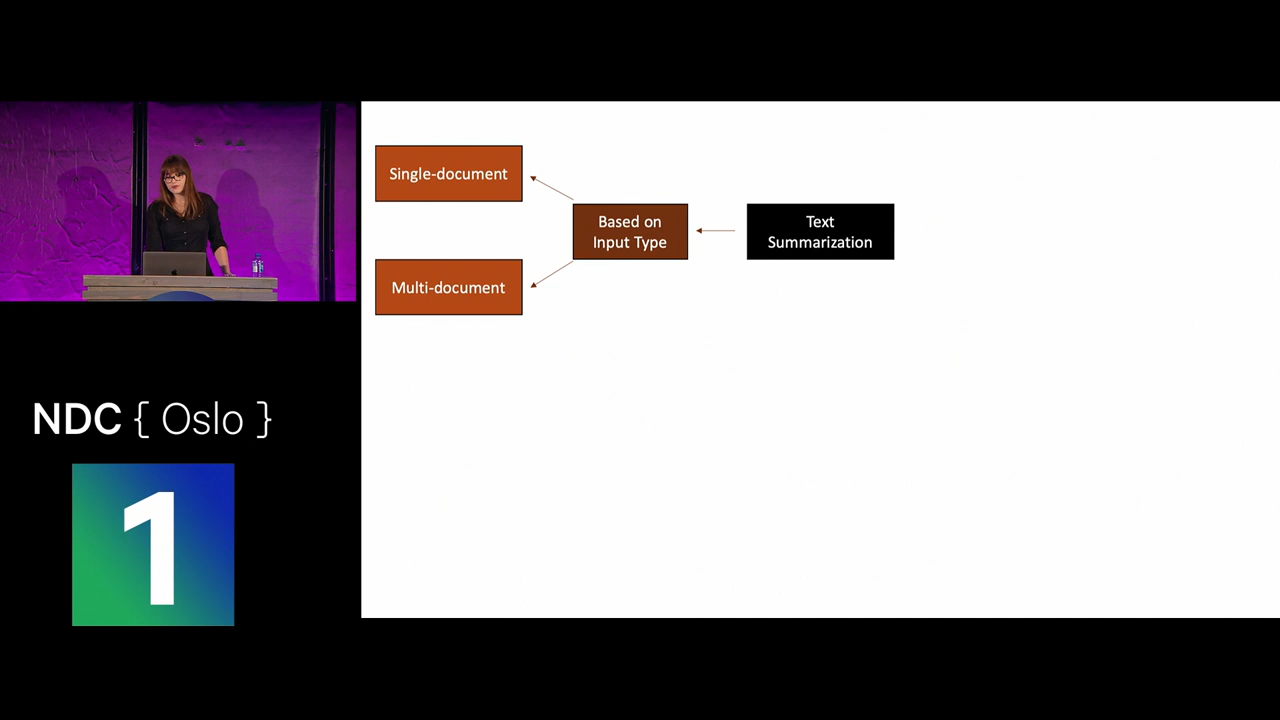 Single-document
Based on
Input Type
Text
Summarization
Multi-document
NDC { Oslo }
1